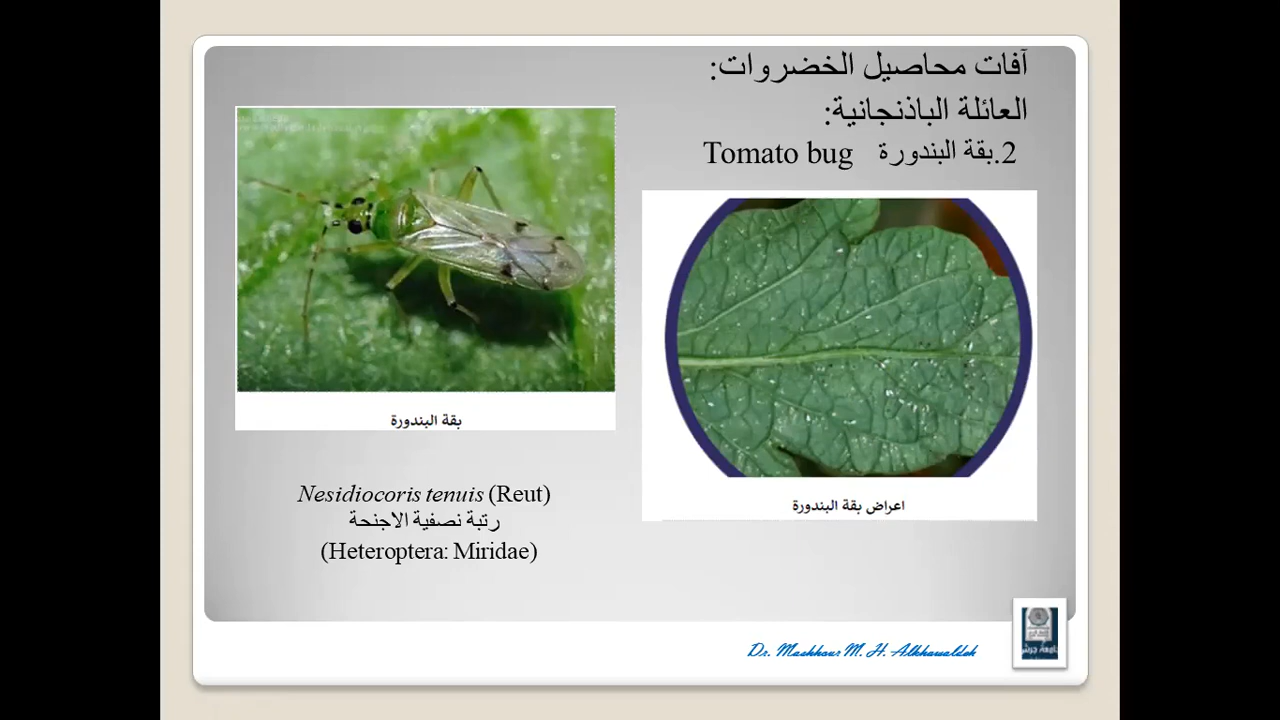 آفات محاصيل الخضروات:
العائلة الباذنجانية:
2.بقة البندورة Tomato bug
بقة البندورة
اعراض بقة البندورة
Nesidiocoris tenuis (Reut)
رتبة نصفية الاجنحة
(Heteroptera: Miridae)
Dr. Mashhour M. H. Alkhawaldeh